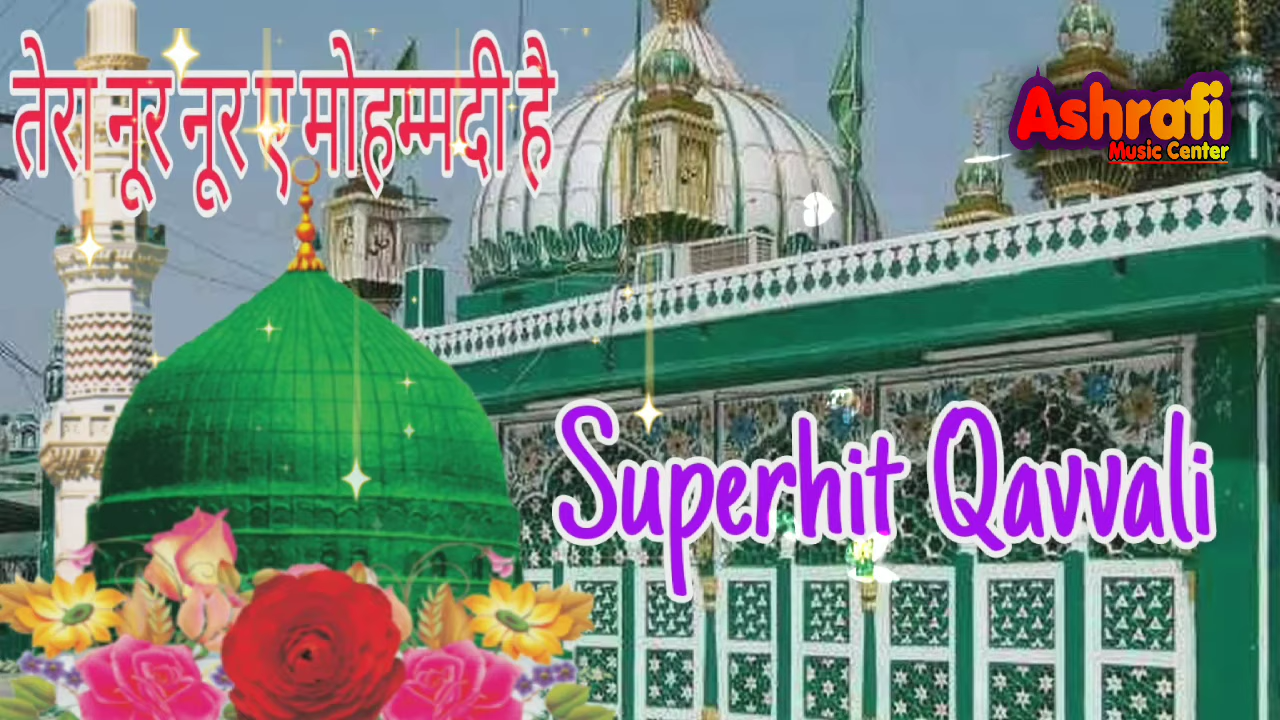 तेरा नूर नूर ए मोहम्मदी है
Ashrafi
Music Center
Superhit Qavvali